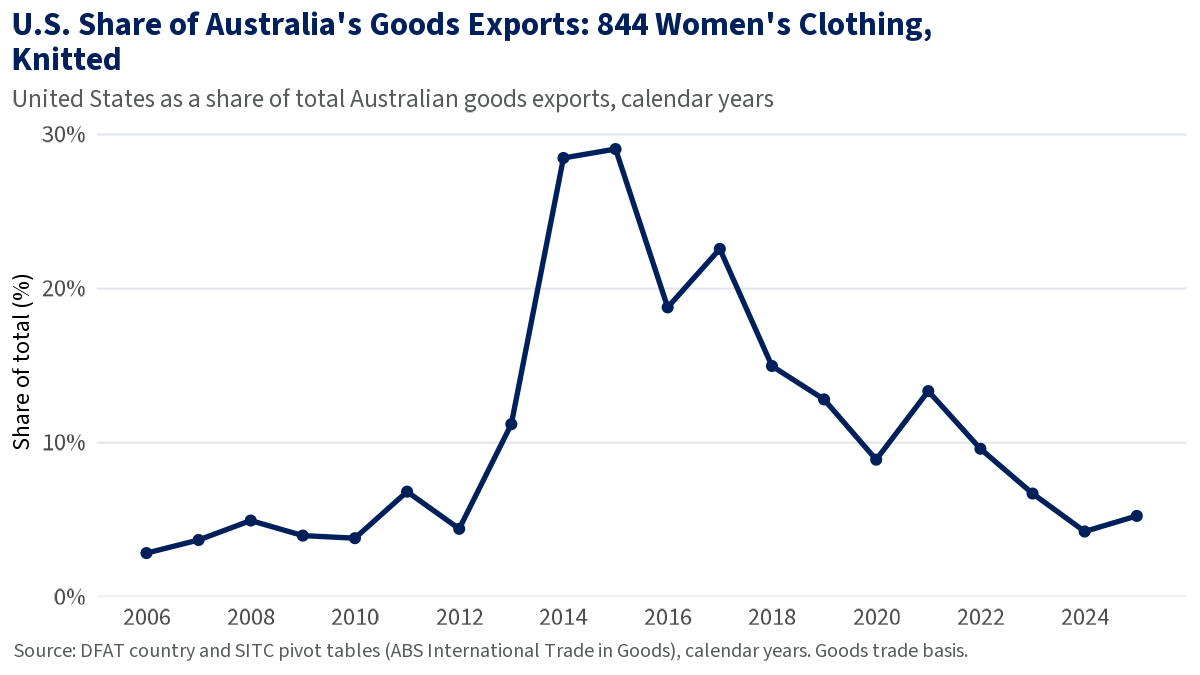 U.S. Share of Australia's Goods Exports: 844 Women's Clothing,
Knitted
United States as a share of total Australian goods exports, calendar years
Share of total (%)
30%
20%
10%
0%
2006 2008 2010 2012 2014 2016 2018 2020 2022 2024
Source: DFAT country and SITC pivot tables (ABS International Trade in Goods), calendar years. Goods trade basis.